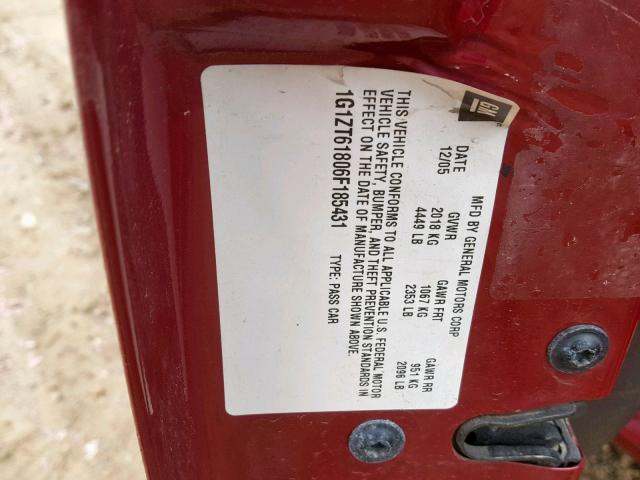 GM
MFD BY GENERAL MOTORS CORP
DATE GVWR GAWR FRT GAWR RR
12/05 2018 KG 1067 KG 951 KG
4449 LB 2353 LB 2096 LB
THIS VEHICLE CONFORMS TO ALL APPLICABLE U.S. FEDERAL MOTOR
VEHICLE SAFETY, BUMPER, AND THEFT PREVENTION STANDARDS IN
EFFECT ON THE DATE OF MANUFACTURE SHOWN ABOVE.
1G1ZT61806F185431 TYPE: PASS CAR